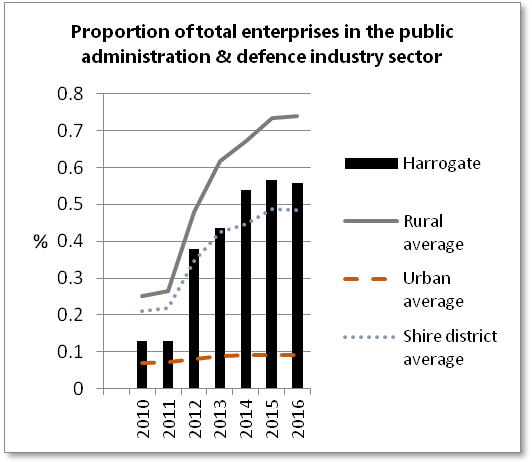 Proportion of total enterprises in the public
administration & defence industry sector
0.8
0.7
0.6
0.5
0.4
0.3
0.2
0.1
0
%
2010
2011
2012
2013
2014
2015
2016
Harrogate
Rural
average
Urban
average
Shire district
average